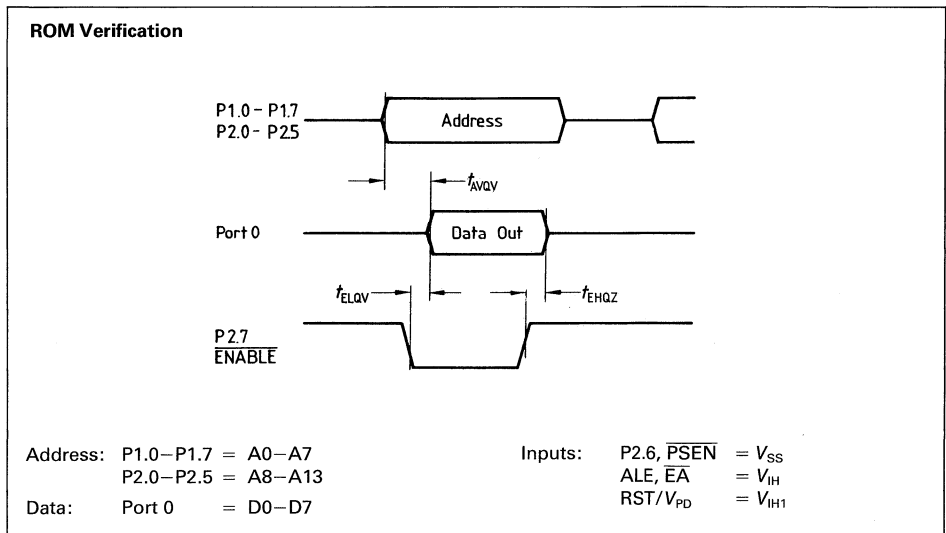 ROM Verification
P1.0 – P1.7
P2.0 – P2.5
Address
tAVQV
Port 0
Data Out
tELQV
tEHQZ
P2.7
ENABLE
Address: P1.0–P1.7 = A0–A7
P2.0–P2.5 = A8–A13
Data: Port 0 = D0–D7
Inputs: P2.6, PSEN = VSS
ALE, EA = VIH
RST/VPD = VIH1